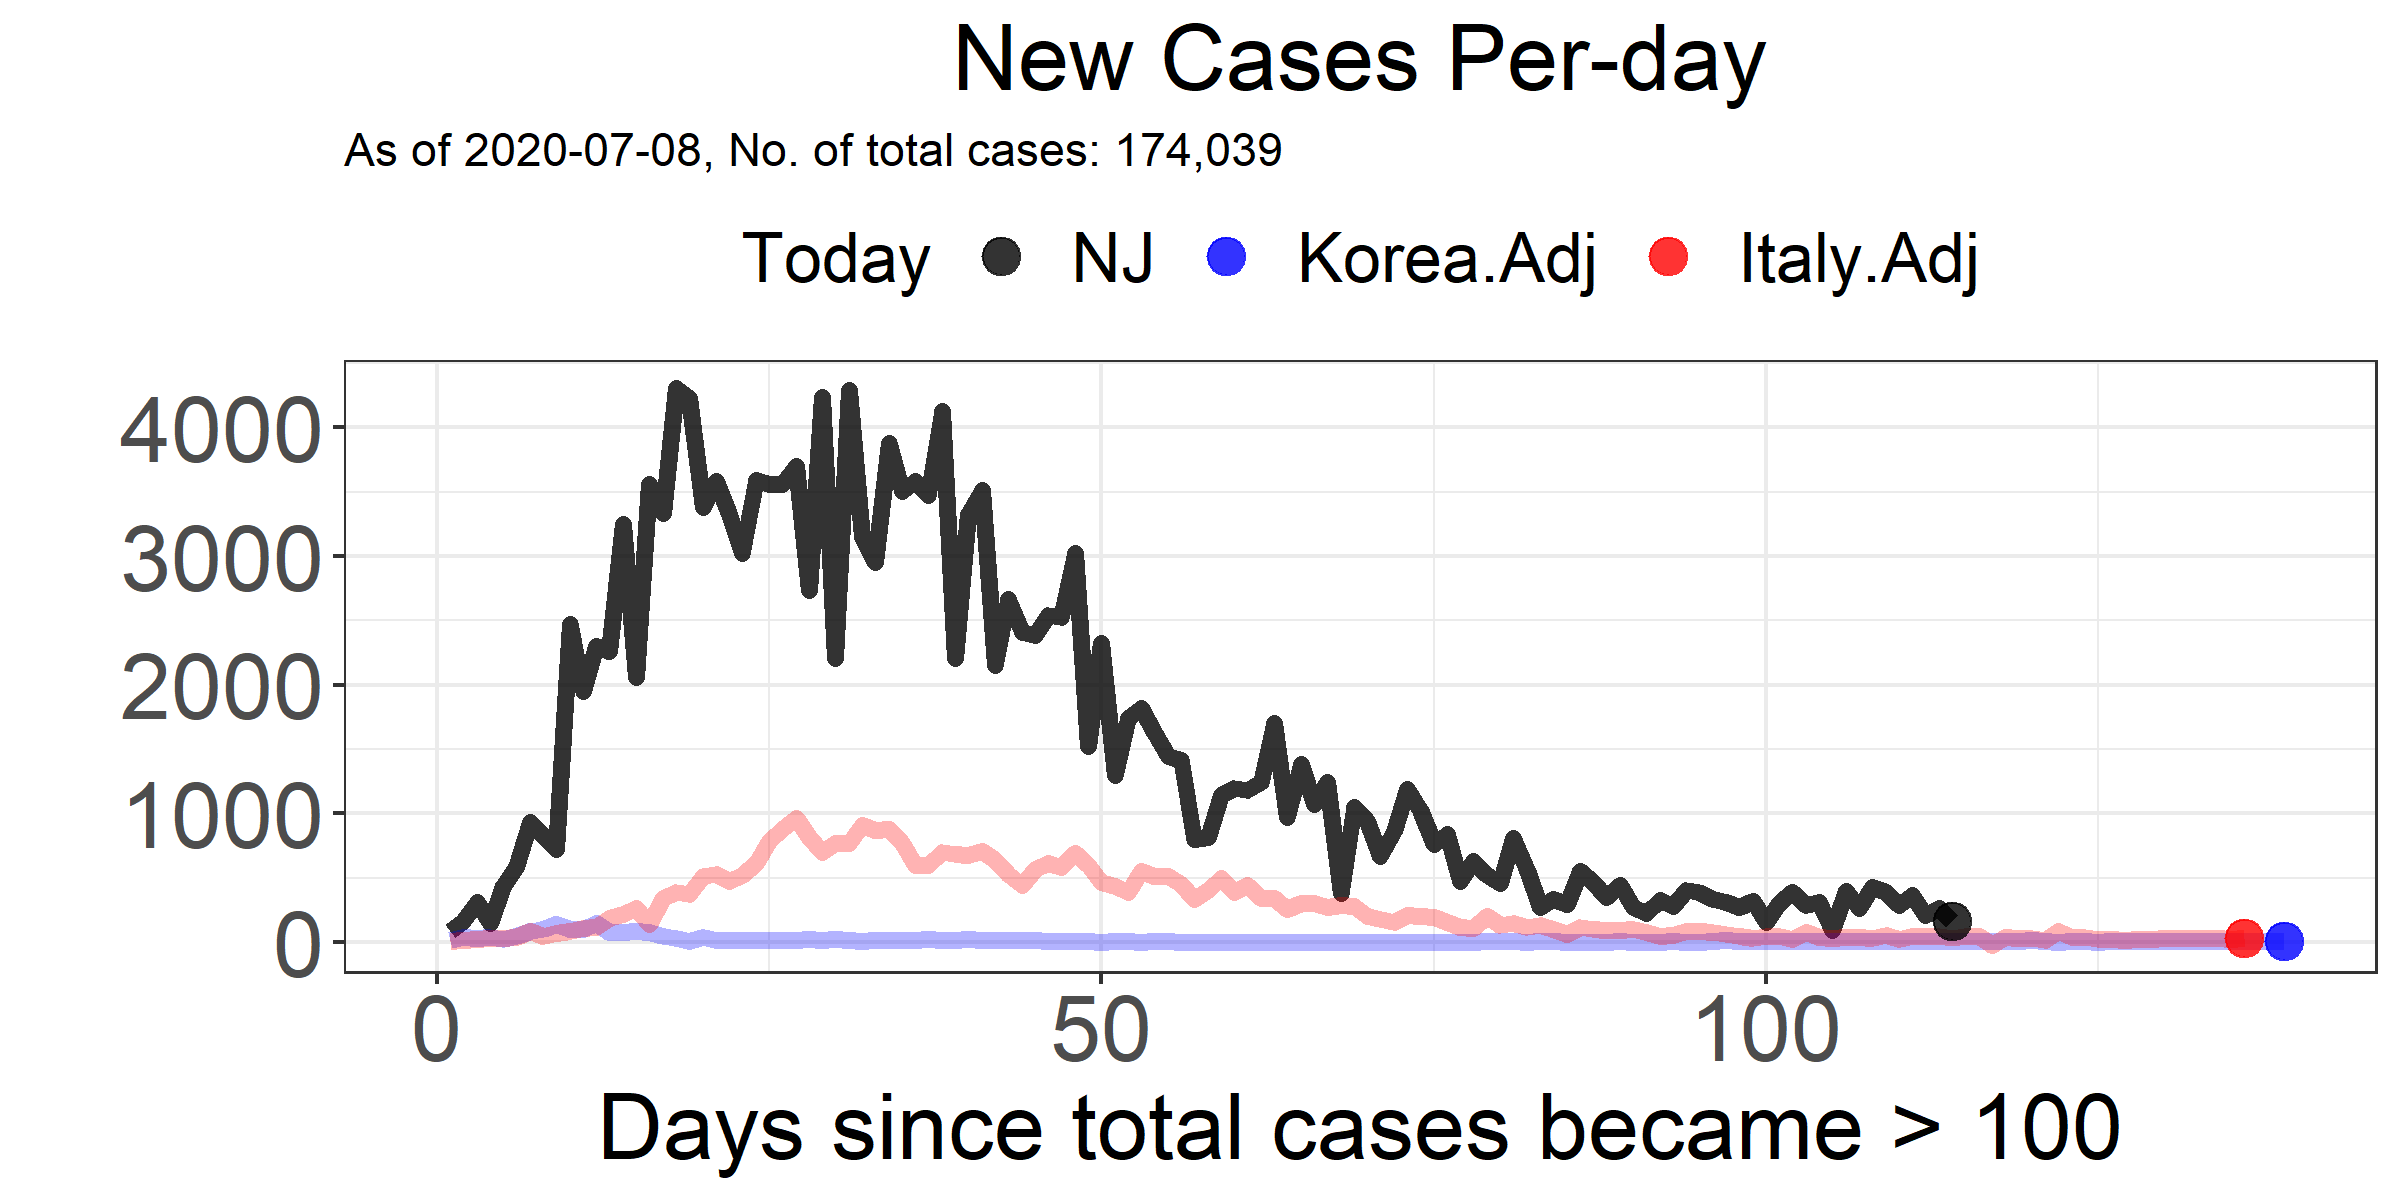 New Cases Per-day
As of 2020-07-08, No. of total cases: 174,039
Today NJ Korea.Adj Italy.Adj
4000
3000
2000
1000
0
0 50 100
Days since total cases became > 100